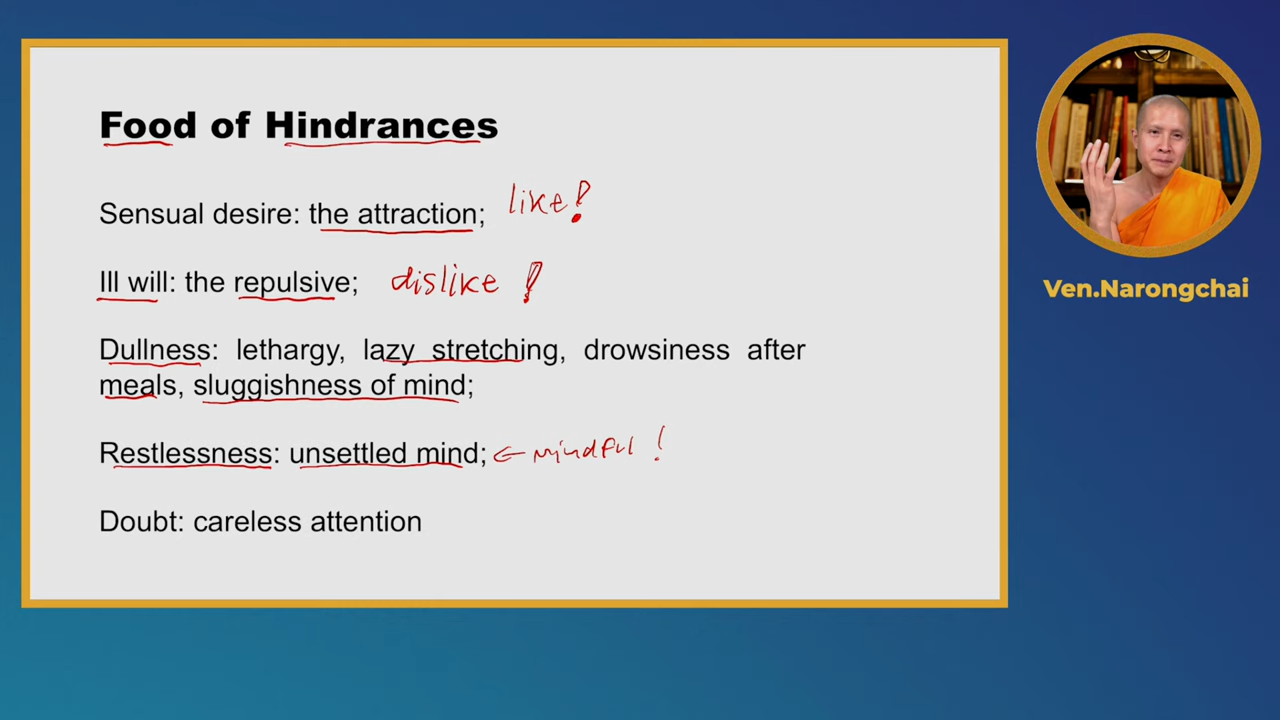 Food of Hindrances
Sensual desire: the attraction; like!
Ill will: the repulsive; dislike !
Dullness: lethargy, lazy stretching, drowsiness after
meals, sluggishness of mind;
Restlessness: unsettled mind; ← mindful !
Doubt: careless attention
Ven.Narongchai